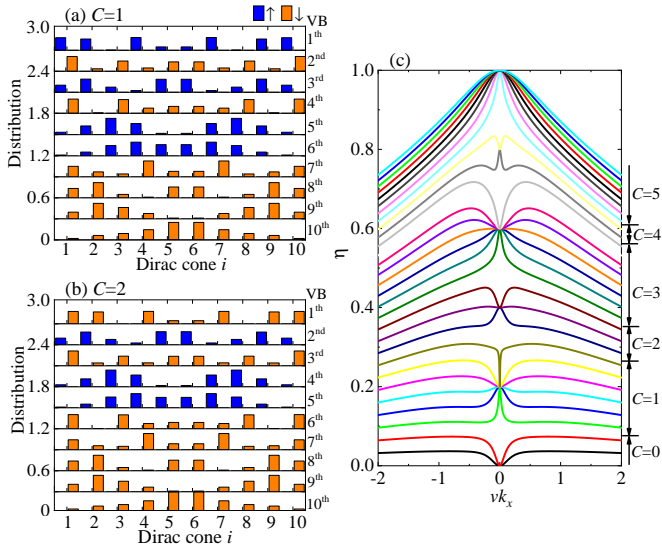 (a) C=1 ↑ ↓ VB
3.0
2.4
1.8
1.2
0.6
0
Distribution
1st
2nd
3rd
4th
5th
6th
7th
8th
9th
10th
1 2 3 4 5 6 7 8 9 10
Dirac cone i
(b) C=2 VB
3.0
2.4
1.8
1.2
0.6
0
Distribution
1st
2nd
3rd
4th
5th
6th
7th
8th
9th
10th
1 2 3 4 5 6 7 8 9 10
Dirac cone i
(c)
1.0
0.8
0.6
0.4
0.2
0.0
η
-2 -1 0 1 2
vkx
C=5
C=4
C=3
C=2
C=1
C=0